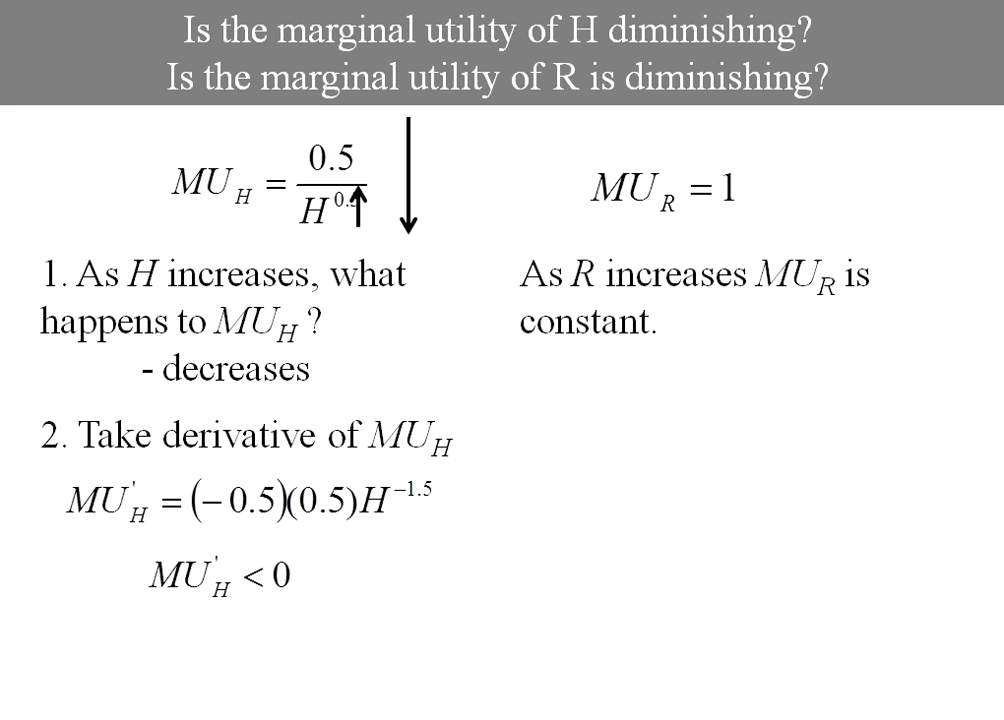 Is the marginal utility of H diminishing?
Is the marginal utility of R is diminishing?
MU_H = 0.5 / H^0.5
MU_R = 1
1. As H increases, what
happens to MU_H ?
- decreases
As R increases MU_R is
constant.
2. Take derivative of MU_H
MU'_H = (−0.5)(0.5)H^−1.5
MU'_H < 0